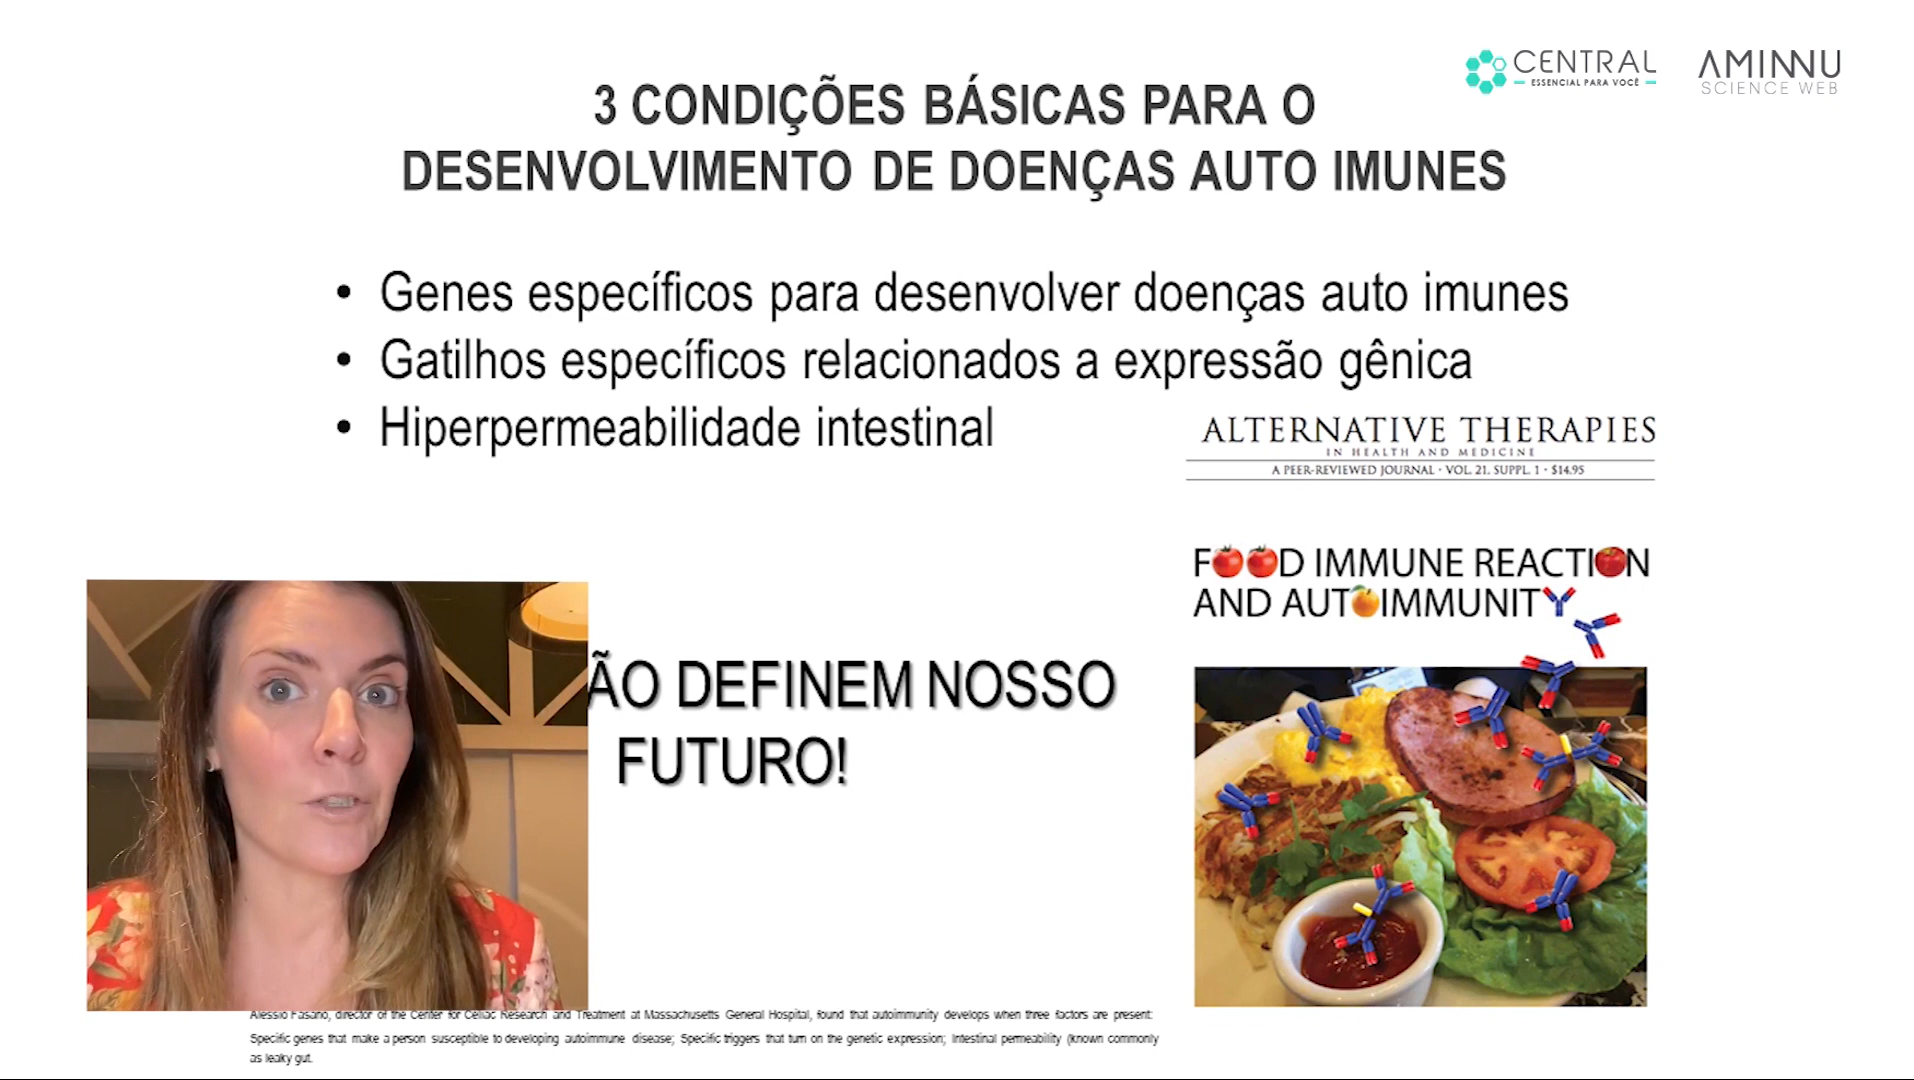 CENTRAL
ESSENCIAL PARA VOCÊ
AMINNU
SCIENCE WEB
3 CONDIÇÕES BÁSICAS PARA O
DESENVOLVIMENTO DE DOENÇAS AUTO IMUNES
• Genes específicos para desenvolver doenças auto imunes
• Gatilhos específicos relacionados a expressão gênica
• Hiperpermeabilidade intestinal
ALTERNATIVE THERAPIES
IN HEALTH AND MEDICINE
A PEER-REVIEWED JOURNAL · VOL. 21, SUPPL. 1 · $14.95
FOOD IMMUNE REACTION
AND AUTOIMMUNITY
ÃO DEFINEM NOSSO
FUTURO!
Alessio Fasano, director of the Center for Celiac Research and Treatment at Massachusetts General Hospital, found that autoimmunity develops when three factors are present:
Specific genes that make a person susceptible to developing autoimmune disease; Specific triggers that turn on the genetic expression; Intestinal permeability (known commonly
as leaky gut.